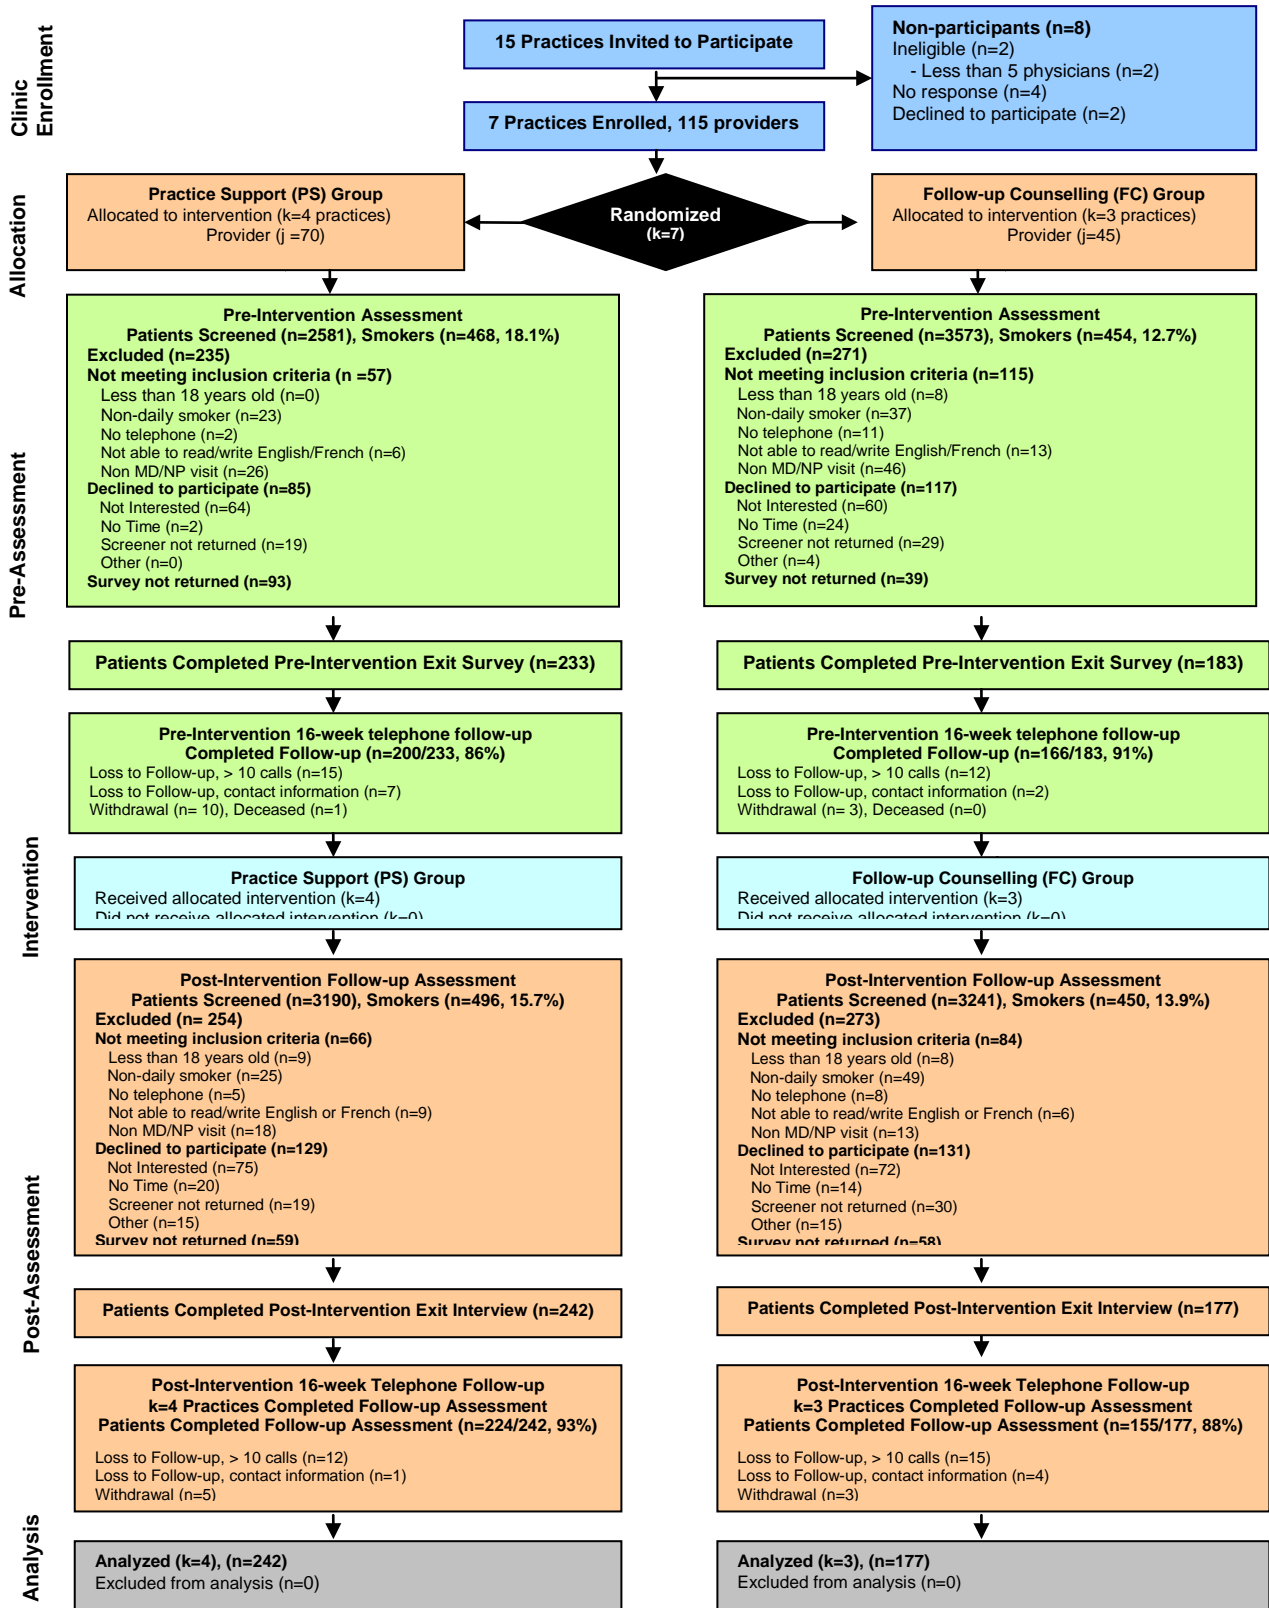 Clinic
Enrollment
15 Practices Invited to Participate
Non-participants (n=8)
Ineligible (n=2)
- Less than 5 physicians (n=2)
No response (n=4)
Declined to participate (n=2)
7 Practices Enrolled, 115 providers
Allocation
Practice Support (PS) Group
Allocated to intervention (k=4 practices)
Provider (j =70)
Randomized
(k=7)
Follow-up Counselling (FC) Group
Allocated to intervention (k=3 practices)
Provider (j=45)
Pre-Assessment
Pre-Intervention Assessment
Patients Screened (n=2581), Smokers (n=468, 18.1%)
Excluded (n=235)
Not meeting inclusion criteria (n =57)
Less than 18 years old (n=0)
Non-daily smoker (n=23)
No telephone (n=2)
Not able to read/write English/French (n=6)
Non MD/NP visit (n=26)
Declined to participate (n=85)
Not Interested (n=64)
No Time (n=2)
Screener not returned (n=19)
Other (n=0)
Survey not returned (n=93)
Pre-Intervention Assessment
Patients Screened (n=3573), Smokers (n=454, 12.7%)
Excluded (n=271)
Not meeting inclusion criteria (n=115)
Less than 18 years old (n=8)
Non-daily smoker (n=37)
No telephone (n=11)
Not able to read/write English/French (n=13)
Non MD/NP visit (n=46)
Declined to participate (n=117)
Not Interested (n=60)
No Time (n=24)
Screener not returned (n=29)
Other (n=4)
Survey not returned (n=39)
Patients Completed Pre-Intervention Exit Survey (n=233)
Patients Completed Pre-Intervention Exit Survey (n=183)
Pre-Intervention 16-week telephone follow-up
Completed Follow-up (n=200/233, 86%)
Loss to Follow-up, > 10 calls (n=15)
Loss to Follow-up, contact information (n=7)
Withdrawal (n= 10), Deceased (n=1)
Pre-Intervention 16-week telephone follow-up
Completed Follow-up (n=166/183, 91%)
Loss to Follow-up, > 10 calls (n=12)
Loss to Follow-up, contact information (n=2)
Withdrawal (n= 3), Deceased (n=0)
Intervention
Practice Support (PS) Group
Received allocated intervention (k=4)
Did not receive allocated intervention (k=0)
Follow-up Counselling (FC) Group
Received allocated intervention (k=3)
Did not receive allocated intervention (k=0)
Post-Assessment
Post-Intervention Follow-up Assessment
Patients Screened (n=3190), Smokers (n=496, 15.7%)
Excluded (n= 254)
Not meeting inclusion criteria (n=66)
Less than 18 years old (n=9)
Non-daily smoker (n=25)
No telephone (n=5)
Not able to read/write English or French (n=9)
Non MD/NP visit (n=18)
Declined to participate (n=129)
Not Interested (n=75)
No Time (n=20)
Screener not returned (n=19)
Other (n=15)
Survey not returned (n=59)
Post-Intervention Follow-up Assessment
Patients Screened (n=3241), Smokers (n=450, 13.9%)
Excluded (n=273)
Not meeting inclusion criteria (n=84)
Less than 18 years old (n=8)
Non-daily smoker (n=49)
No telephone (n=8)
Not able to read/write English or French (n=6)
Non MD/NP visit (n=13)
Declined to participate (n=131)
Not Interested (n=72)
No Time (n=14)
Screener not returned (n=30)
Other (n=15)
Survey not returned (n=58)
Patients Completed Post-Intervention Exit Interview (n=242)
Patients Completed Post-Intervention Exit Interview (n=177)
Post-Intervention 16-week Telephone Follow-up
k=4 Practices Completed Follow-up Assessment
Patients Completed Follow-up Assessment (n=224/242, 93%)
Loss to Follow-up, > 10 calls (n=12)
Loss to Follow-up, contact information (n=1)
Withdrawal (n=5)
Post-Intervention 16-week Telephone Follow-up
k=3 Practices Completed Follow-up Assessment
Patients Completed Follow-up Assessment (n=155/177, 88%)
Loss to Follow-up, > 10 calls (n=15)
Loss to Follow-up, contact information (n=4)
Withdrawal (n=3)
Analysis
Analyzed (k=4), (n=242)
Excluded from analysis (n=0)
Analyzed (k=3), (n=177)
Excluded from analysis (n=0)